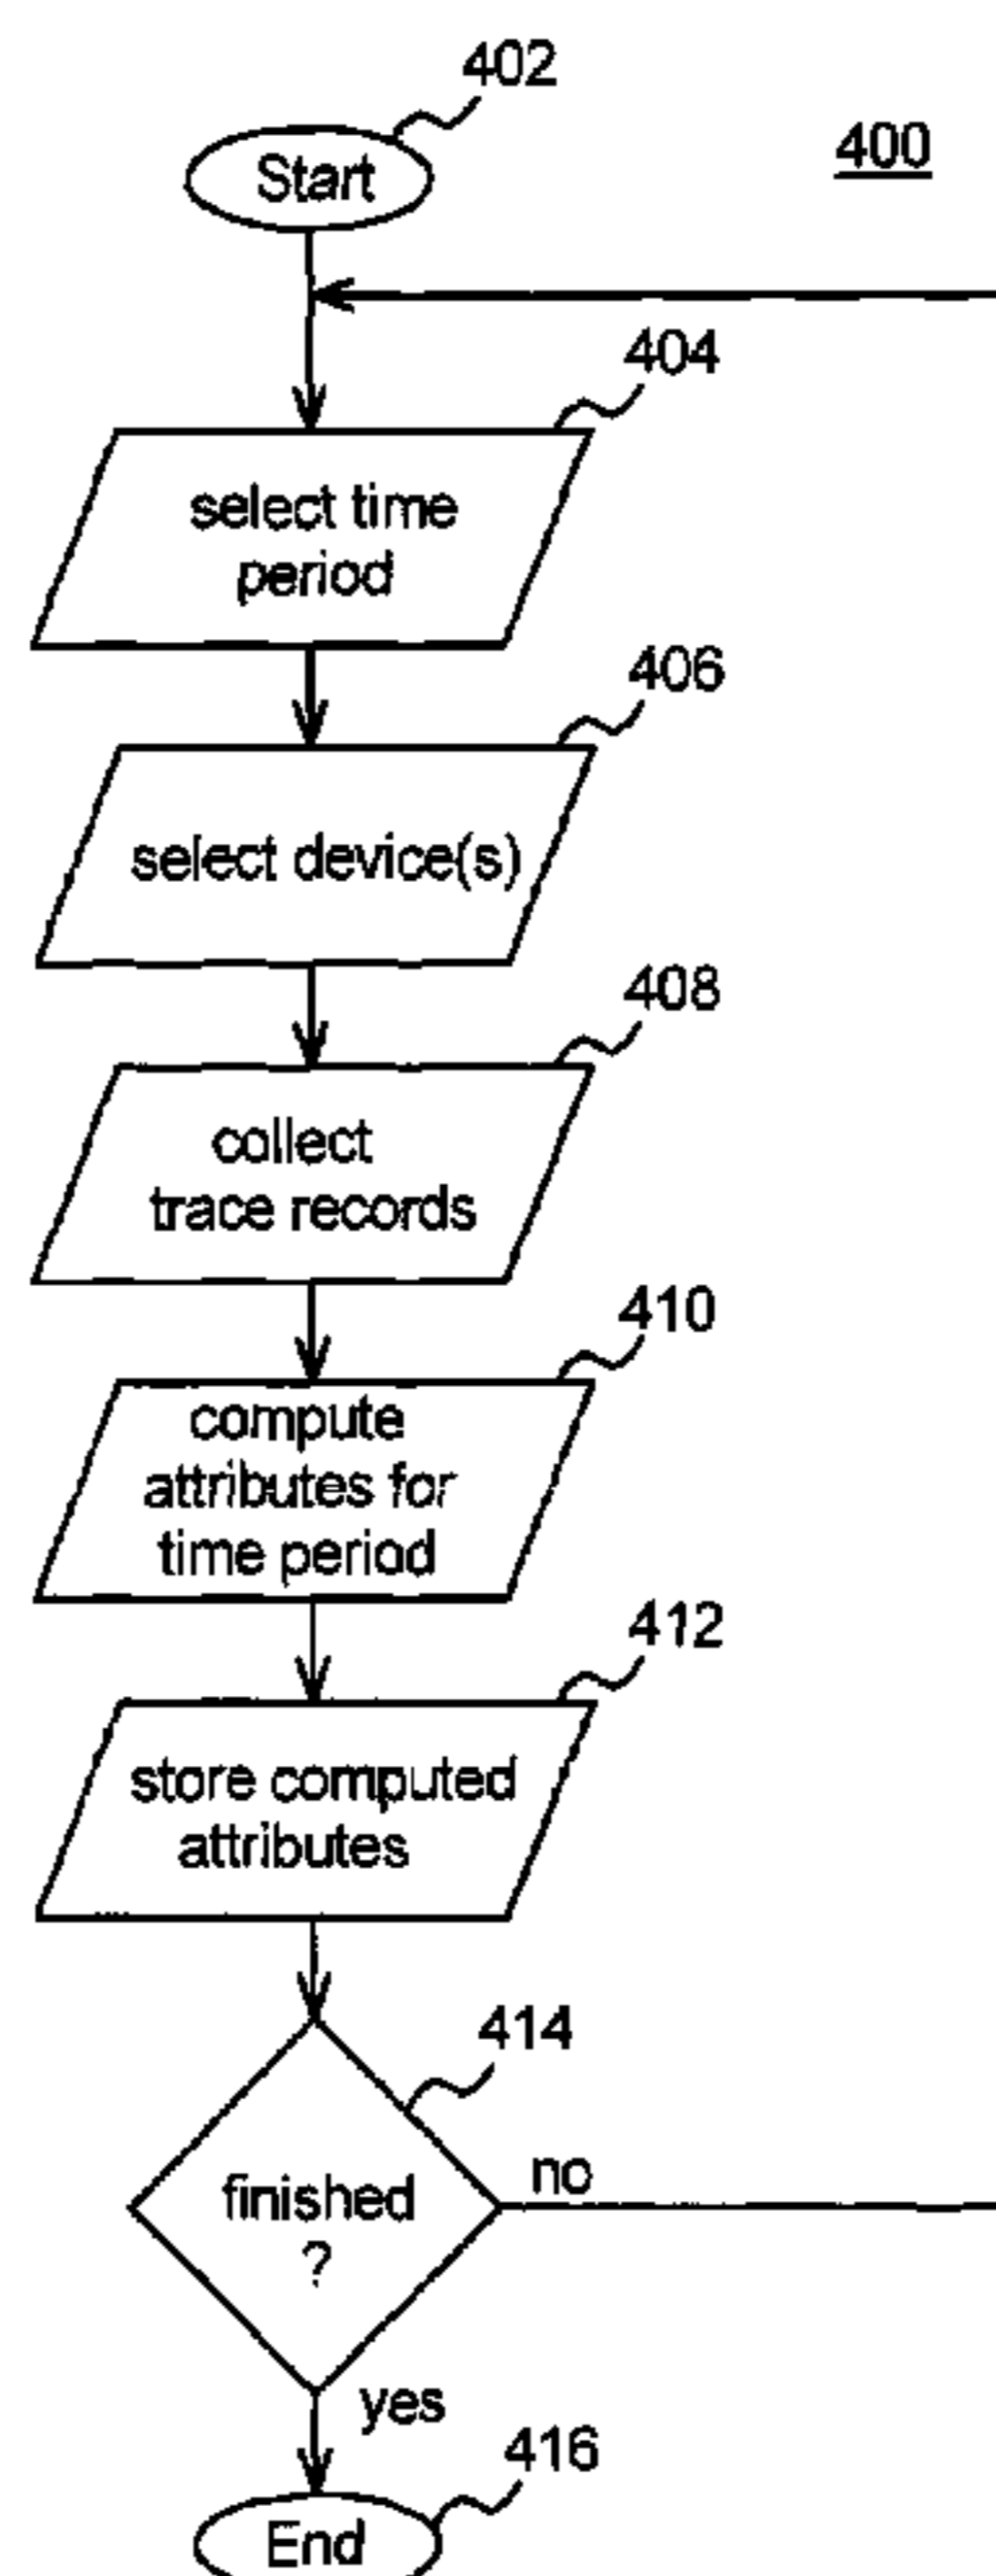 402
Start
400
404
select time
period
406
select device(s)
408
collect
trace records
410
compute
attributes for
time period
412
store computed
attributes
414
finished
?
no
yes
416
End